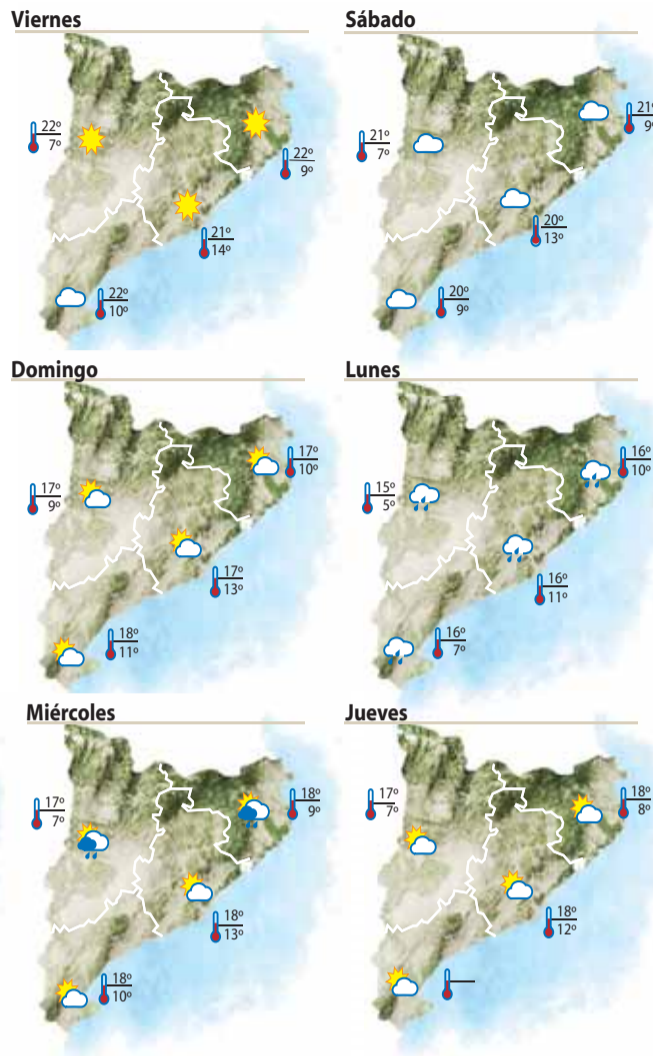 Viernes
22º
7º
22º
9º
21º
14º
22º
10º
Sábado
21º
9º
21º
7º
20º
13º
20º
9º
Domingo
17º
10º
17º
9º
17º
13º
18º
11º
Lunes
16º
10º
15º
5º
16º
11º
16º
7º
Miércoles
18º
9º
17º
7º
18º
13º
18º
10º
Jueves
18º
8º
17º
7º
18º
12º